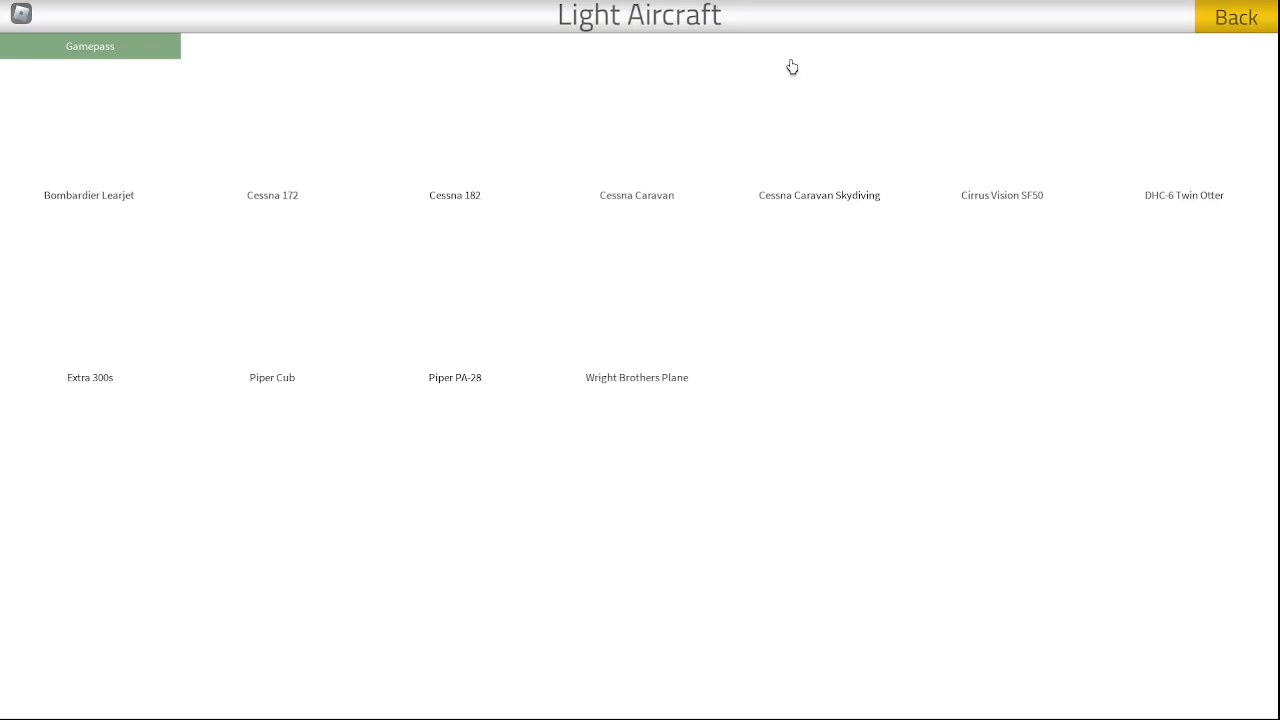 Light Aircraft
Back
Gamepass
Bombardier Learjet
Cessna 172
Cessna 182
Cessna Caravan
Cessna Caravan Skydiving
Cirrus Vision SF50
DHC-6 Twin Otter
Extra 300s
Piper Cub
Piper PA-28
Wright Brothers Plane